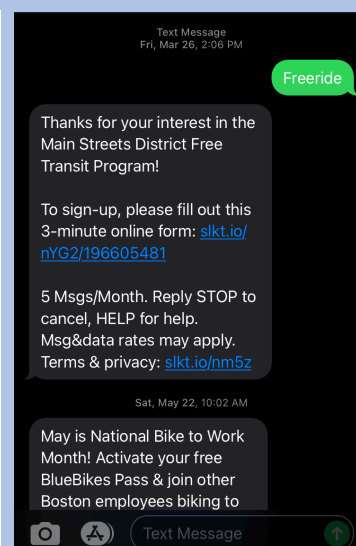 Text Message
Fri, Mar 26, 2:06 PM
Freeride
Thanks for your interest in the
Main Streets District Free
Transit Program!
To sign-up, please fill out this
3-minute online form: slkt.io/
nYG2/196605481
5 Msgs/Month. Reply STOP to
cancel, HELP for help.
Msg&data rates may apply.
Terms & privacy: slkt.io/nm5z
Sat, May 22, 10:02 AM
May is National Bike to Work
Month! Activate your free
BlueBikes Pass & join other
Boston employees biking to
Text Message